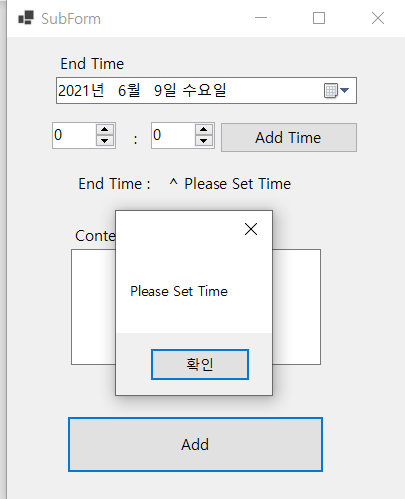 SubForm
End Time
2021년 6월 9일 수요일
0 : 0 Add Time
End Time : ^ Please Set Time
Conte
Please Set Time
확인
Add